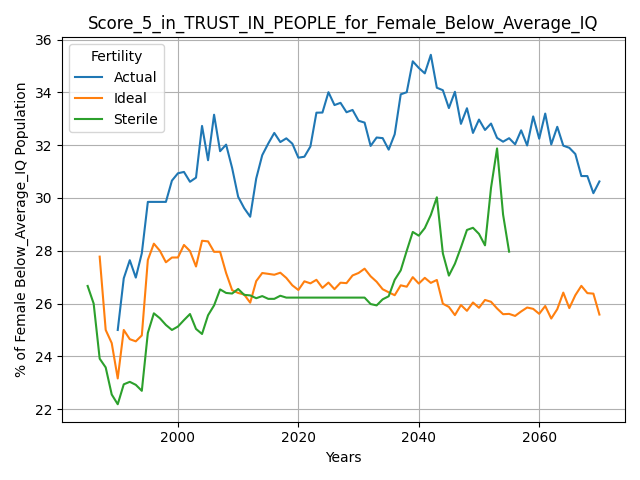 Score_5_in_TRUST_IN_PEOPLE_for_Female_Below_Average_IQ
Fertility
Actual
Ideal
Sterile
% of Female Below_Average_IQ Population
36
34
32
30
28
26
24
22
2000
2020
2040
2060
Years